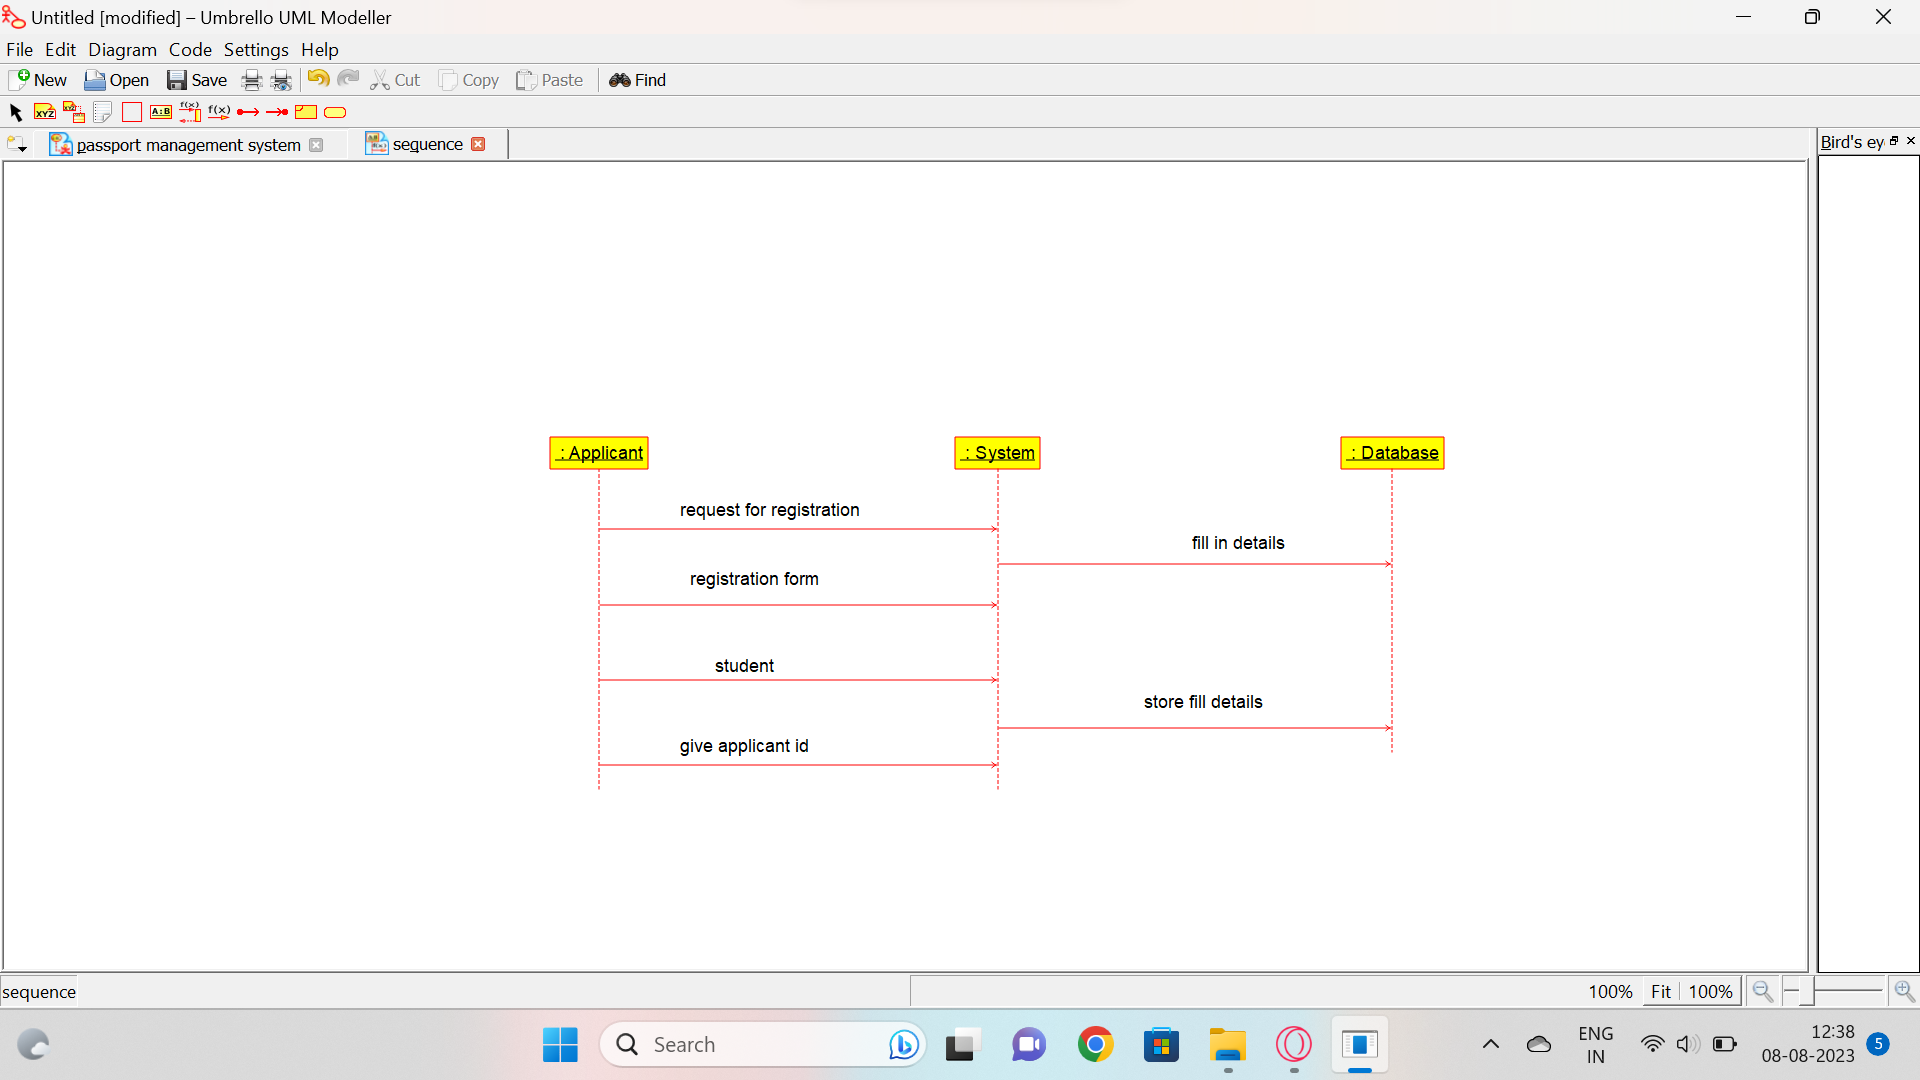 Untitled [modified] – Umbrello UML Modeller
File Edit Diagram Code Settings Help
New Open Save Cut Copy Paste Find
XYZ XYZ A:B f(x) f(x)
passport management system sequence Bird's ey
: Applicant : System : Database
request for registration
fill in details
registration form
student
store fill details
give applicant id
sequence 100% Fit 100%
Search ENG IN 12:38 08-08-2023 5